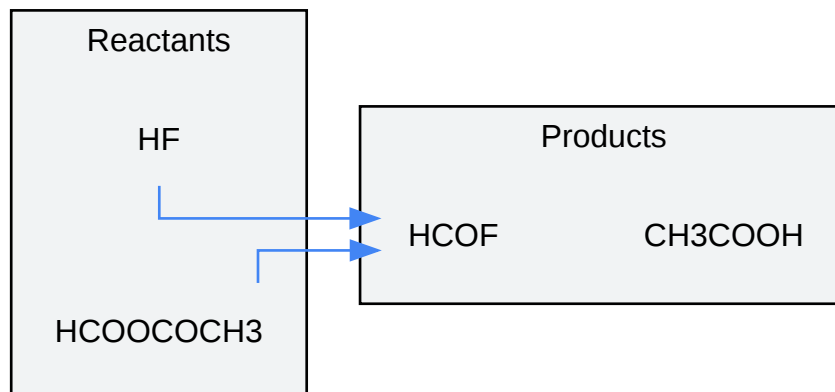 Reactants
HF
HCOOCOCH3
Products
HCOF
CH3COOH